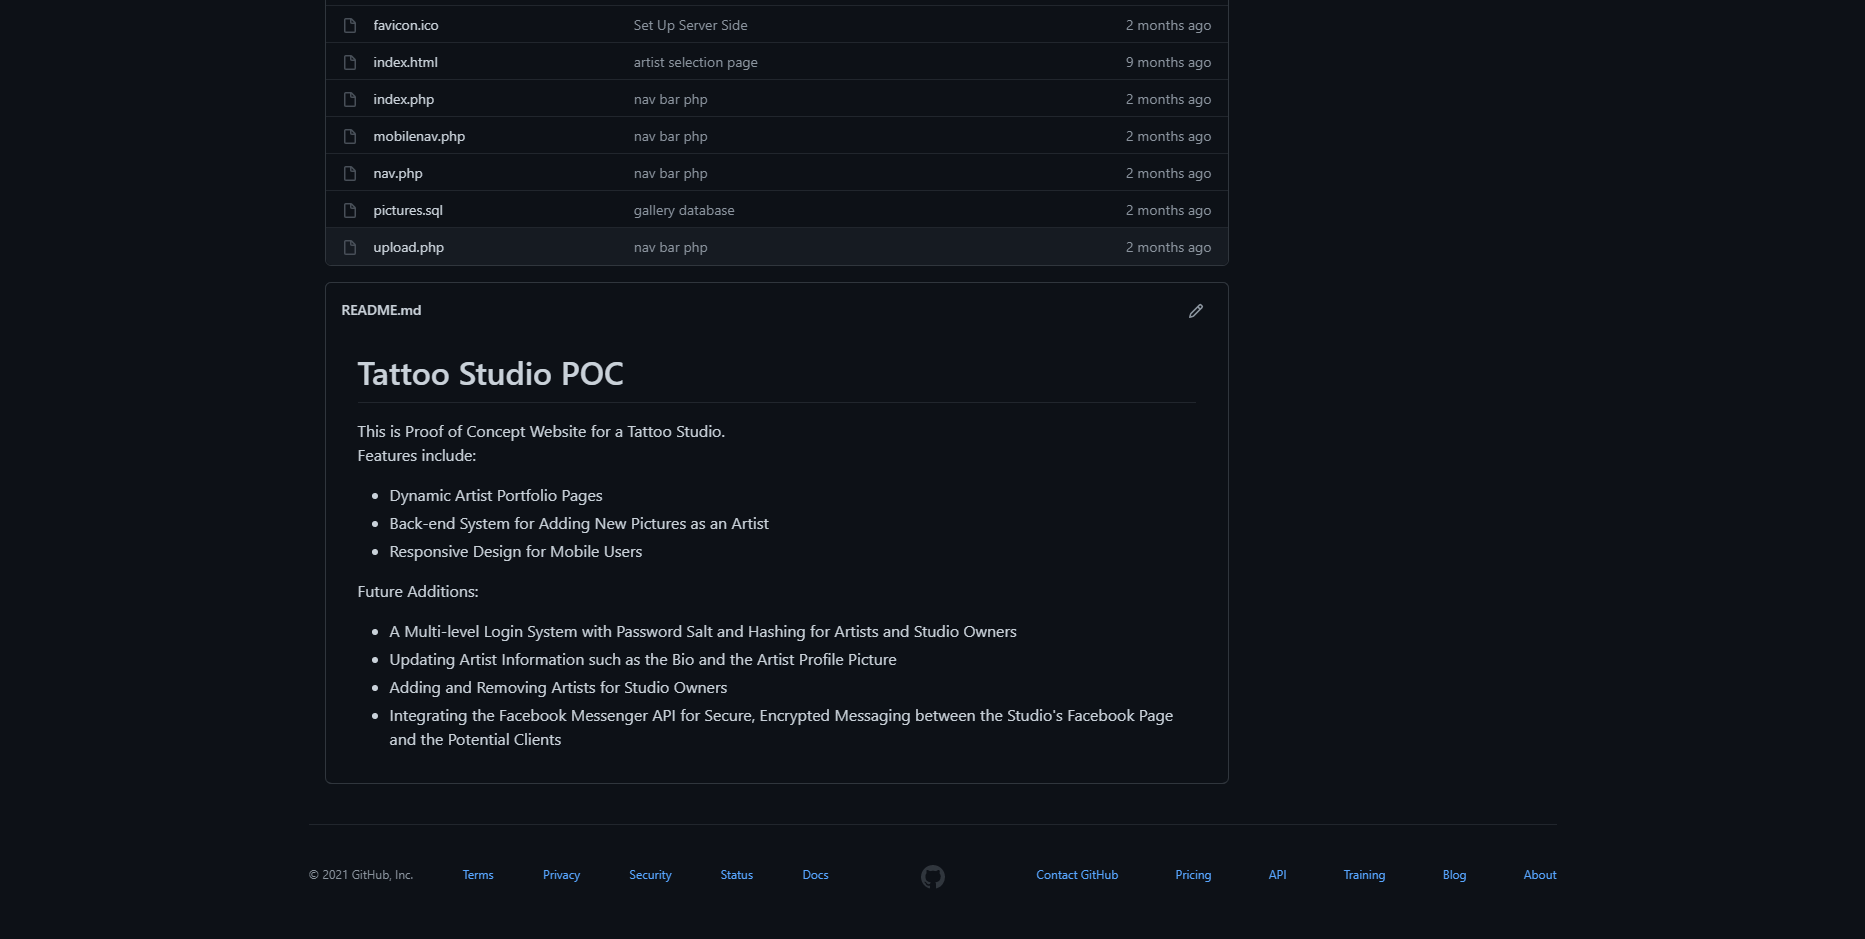 favicon.ico Set Up Server Side 2 months ago
index.html artist selection page 9 months ago
index.php nav bar php 2 months ago
mobilenav.php nav bar php 2 months ago
nav.php nav bar php 2 months ago
pictures.sql gallery database 2 months ago
upload.php nav bar php 2 months ago
README.md
Tattoo Studio POC
This is Proof of Concept Website for a Tattoo Studio.
Features include:
Dynamic Artist Portfolio Pages
Back-end System for Adding New Pictures as an Artist
Responsive Design for Mobile Users
Future Additions:
A Multi-level Login System with Password Salt and Hashing for Artists and Studio Owners
Updating Artist Information such as the Bio and the Artist Profile Picture
Adding and Removing Artists for Studio Owners
Integrating the Facebook Messenger API for Secure, Encrypted Messaging between the Studio's Facebook Page
and the Potential Clients
© 2021 GitHub, Inc. Terms Privacy Security Status Docs Contact GitHub Pricing API Training Blog About